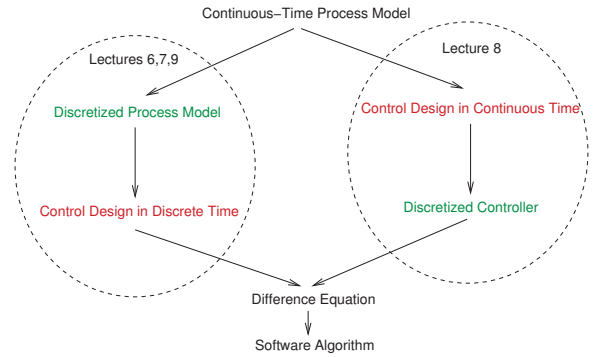 Continuous−Time Process Model
Lectures 6,7,9
Lecture 8
Discretized Process Model
Control Design in Continuous Time
Control Design in Discrete Time
Discretized Controller
Difference Equation
Software Algorithm